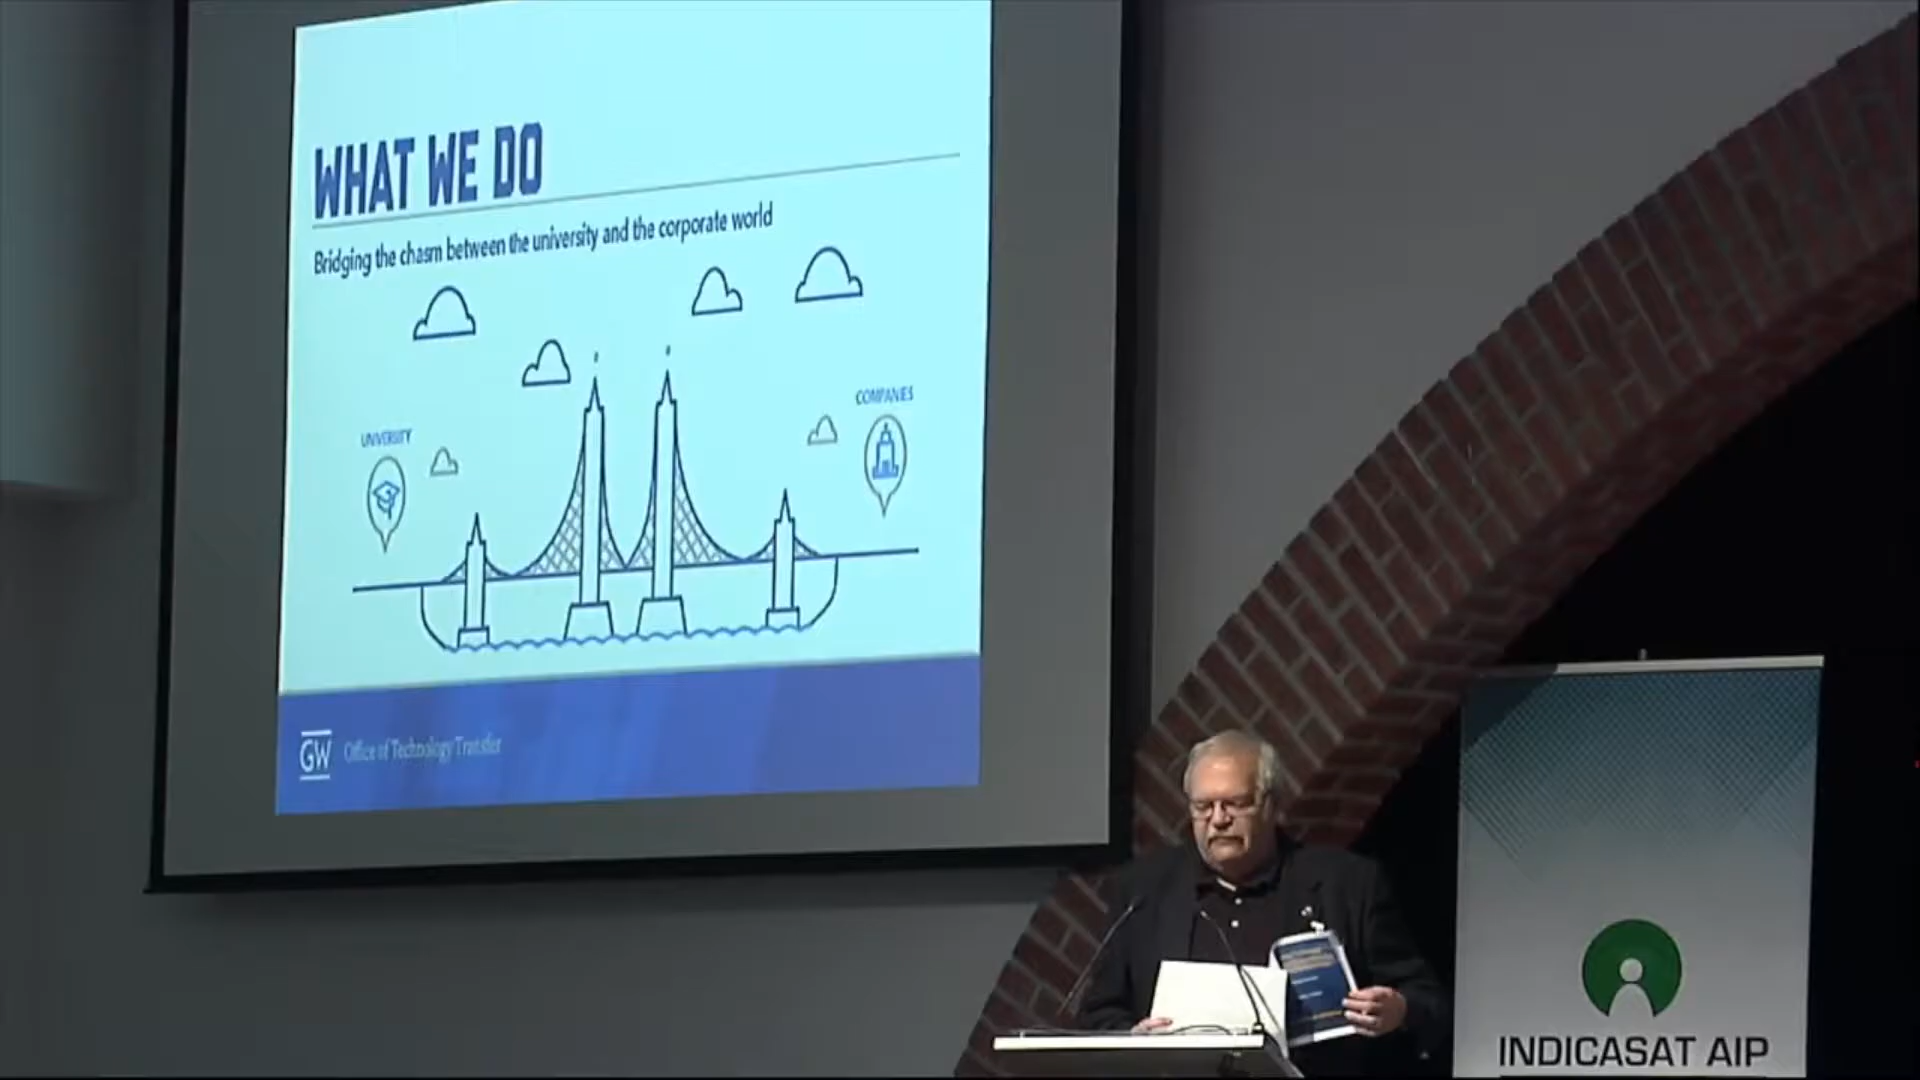 WHAT WE DO
Bridging the chasm between the university and the corporate world
COMPANIES
UNIVERSITY
GW Office of Technology Transfer
INDICASAT AIP